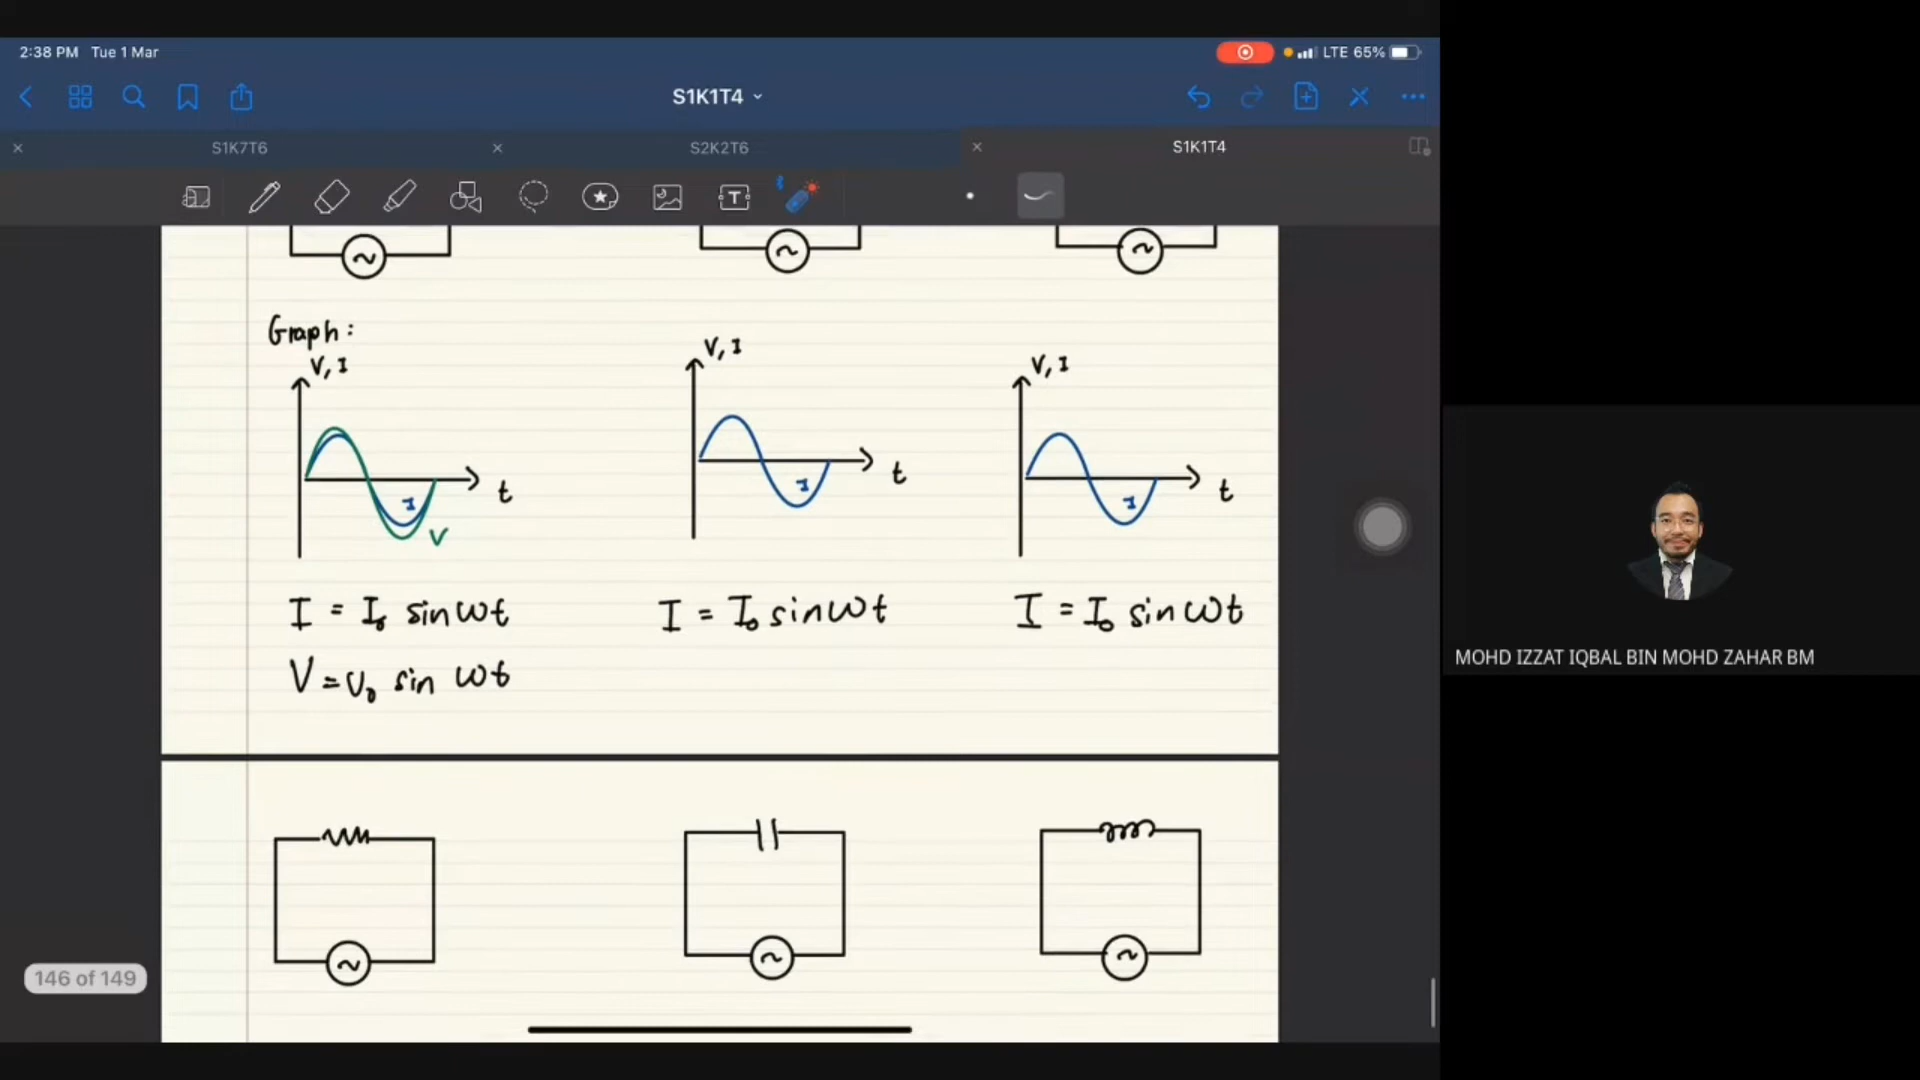 2:38 PM Tue 1 Mar
LTE 65%
S1K1T4
S1K7T6
S2K2T6
S1K1T4
T
Graph:
V, I
V, I
V, I
t
t
t
I
V
I
I
I = I₀ sin ωt
I = I₀ sin ωt
I = I₀ sin ωt
V = V₀ sin ωt
MOHD IZZAT IQBAL BIN MOHD ZAHAR BM
146 of 149